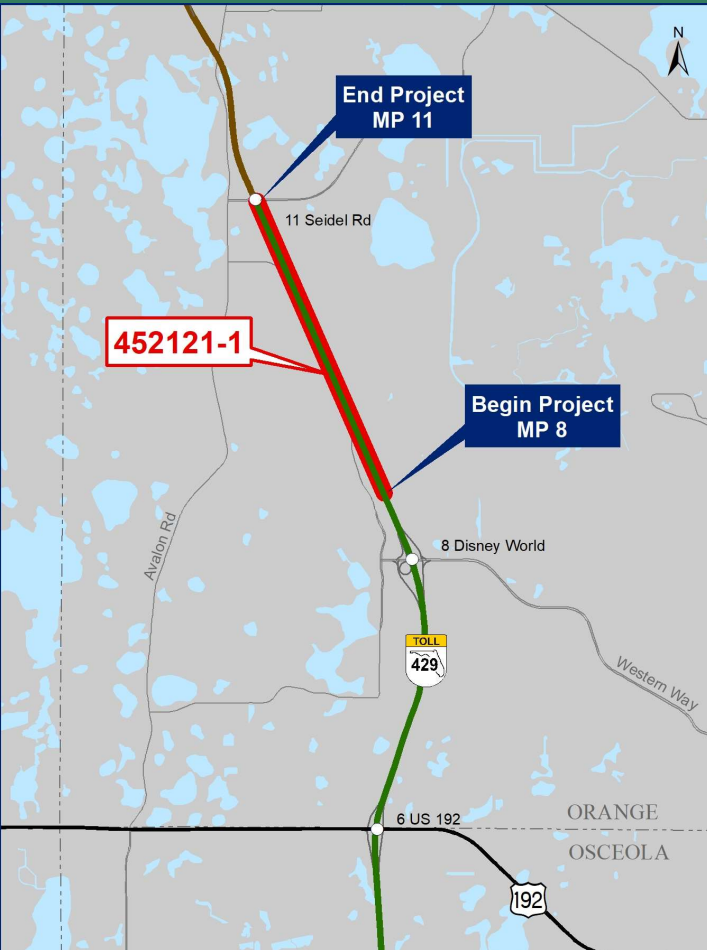 N
End Project
MP 11
11 Seidel Rd
452121-1
Begin Project
MP 8
Avalon Rd
8 Disney World
TOLL
429
Western Way
6 US 192
ORANGE
OSCEOLA
192